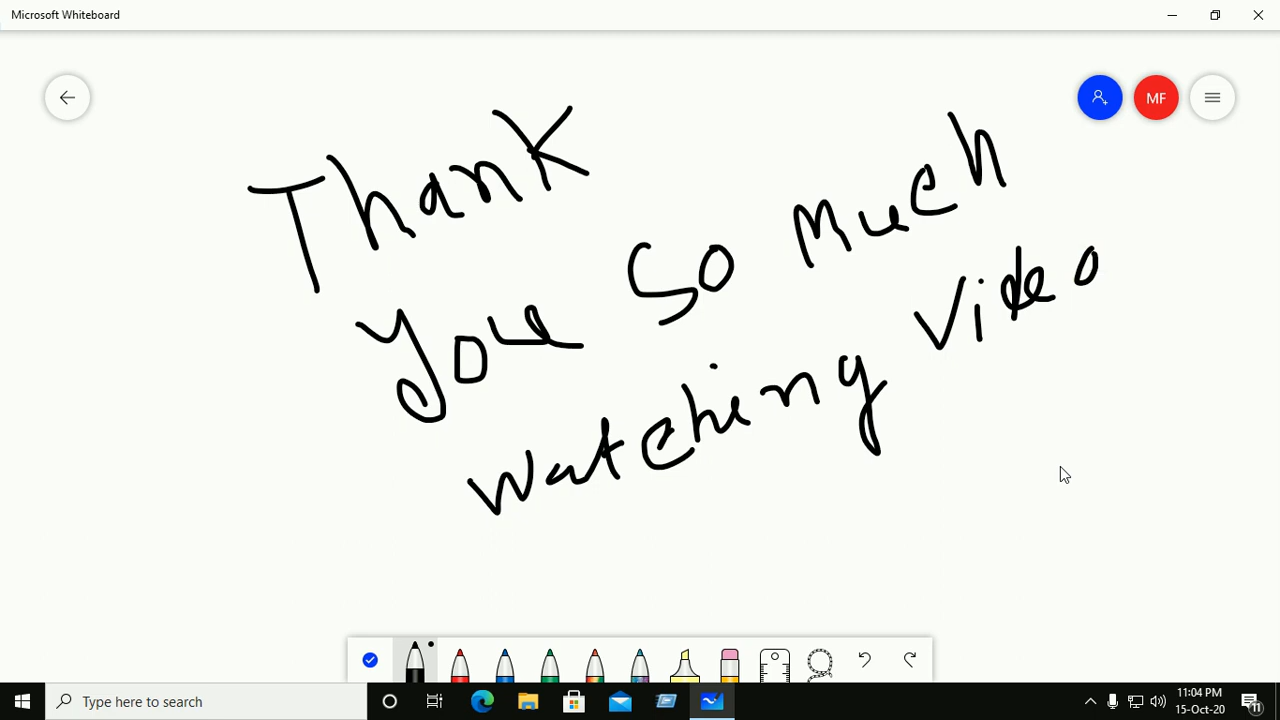 Microsoft Whiteboard
MF
Thank
you so Much
watching video
Type here to search
11:04 PM
15-Oct-20
11